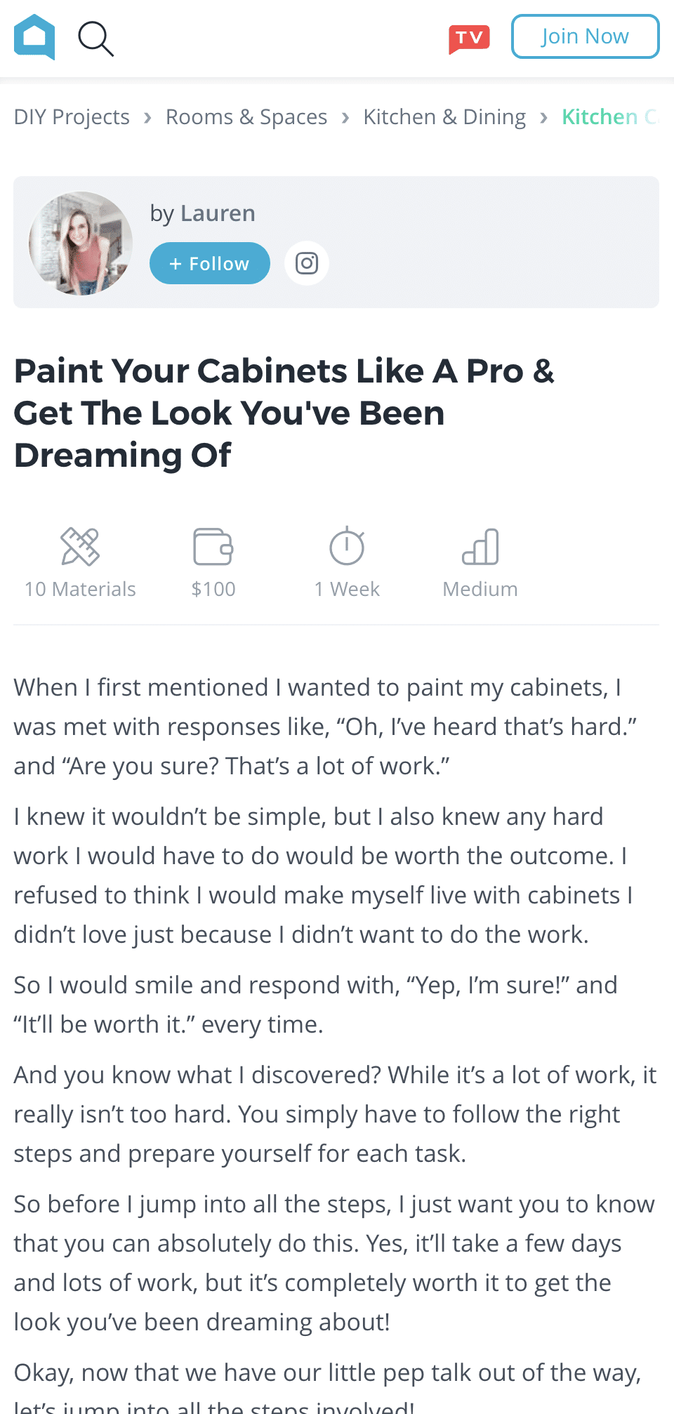 TV
Join Now
DIY Projects › Rooms & Spaces › Kitchen & Dining › Kitchen
by Lauren
+ Follow
Paint Your Cabinets Like A Pro &
Get The Look You've Been
Dreaming Of
10 Materials
$100
1 Week
Medium
When I first mentioned I wanted to paint my cabinets, I
was met with responses like, “Oh, I’ve heard that’s hard.”
and “Are you sure? That’s a lot of work.”
I knew it wouldn’t be simple, but I also knew any hard
work I would have to do would be worth the outcome. I
refused to think I would make myself live with cabinets I
didn’t love just because I didn’t want to do the work.
So I would smile and respond with, “Yep, I’m sure!” and
“It’ll be worth it.” every time.
And you know what I discovered? While it’s a lot of work, it
really isn’t too hard. You simply have to follow the right
steps and prepare yourself for each task.
So before I jump into all the steps, I just want you to know
that you can absolutely do this. Yes, it’ll take a few days
and lots of work, but it’s completely worth it to get the
look you’ve been dreaming about!
Okay, now that we have our little pep talk out of the way,
let’s jump into all the steps involved!